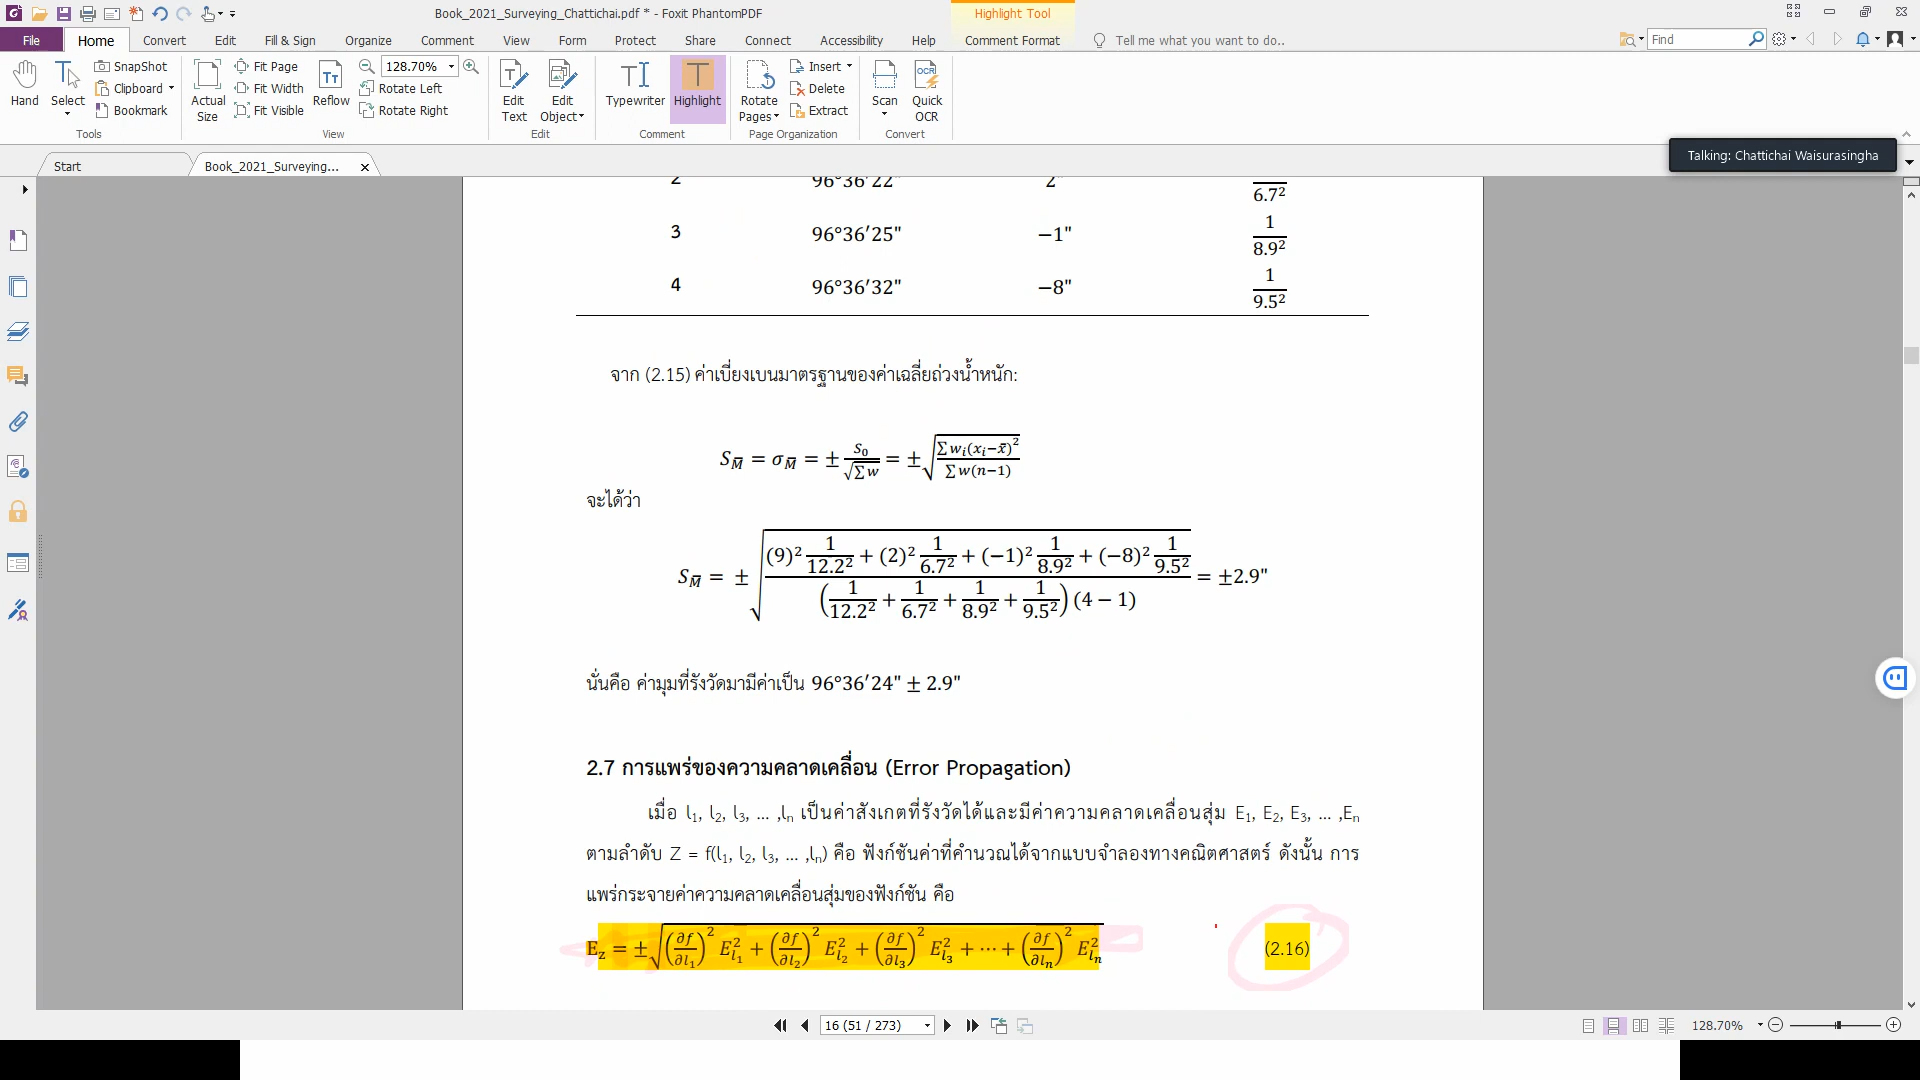 Book_2021_Surveying_Chattichai.pdf * - Foxit PhantomPDF
Highlight Tool
File Home Convert Edit Fill & Sign Organize Comment View Form Protect Share Connect Accessibility Help Comment Format Tell me what you want to do.. Find
SnapShot Fit Page 128.70% Insert
Clipboard Fit Width Rotate Left Delete
Bookmark Fit Visible Rotate Right Extract
Hand Select Actual Size Reflow Edit Text Edit Object Typewriter Highlight Rotate Pages Scan Quick OCR
Tools View Edit Comment Page Organization Convert
Talking: Chattichai Waisurasingha
Start Book_2021_Surveying...
2 96°36′22" 2" 6.7²
3 96°36′25" −1" 1/8.9²
4 96°36′32" −8" 1/9.5²
จาก (2.15) ค่าเบี่ยงเบนมาตรฐานของค่าเฉลี่ยถ่วงน้ำหนัก:
S_M̅ = σ_M̅ = ± S₀/√∑w = ±√(∑wᵢ(xᵢ−x̄)²/∑w(n−1))
จะได้ว่า
S_M̅ = ±√(((9)² 1/12.2² + (2)² 1/6.7² + (−1)² 1/8.9² + (−8)² 1/9.5²)/((1/12.2² + 1/6.7² + 1/8.9² + 1/9.5²)(4 − 1))) = ±2.9"
นั่นคือ ค่ามุมที่รังวัดมามีค่าเป็น 96°36′24" ± 2.9"
2.7 การแพร่ของความคลาดเคลื่อน (Error Propagation)
เมื่อ l₁, l₂, l₃, ... ,lₙ เป็นค่าสังเกตที่รังวัดได้และมีค่าความคลาดเคลื่อนสุ่ม E₁, E₂, E₃, ... ,Eₙ
ตามลำดับ Z = f(l₁, l₂, l₃, ... ,lₙ) คือ ฟังก์ชันค่าที่คำนวณได้จากแบบจำลองทางคณิตศาสตร์ ดังนั้น การ
แพร่กระจายค่าความคลาดเคลื่อนสุ่มของฟังก์ชัน คือ
E_z = ±√((∂f/∂l₁)² E²_l₁ + (∂f/∂l₂)² E²_l₂ + (∂f/∂l₃)² E²_l₃ + ⋯ + (∂f/∂lₙ)² E²_lₙ) (2.16)
16 (51 / 273) 128.70%